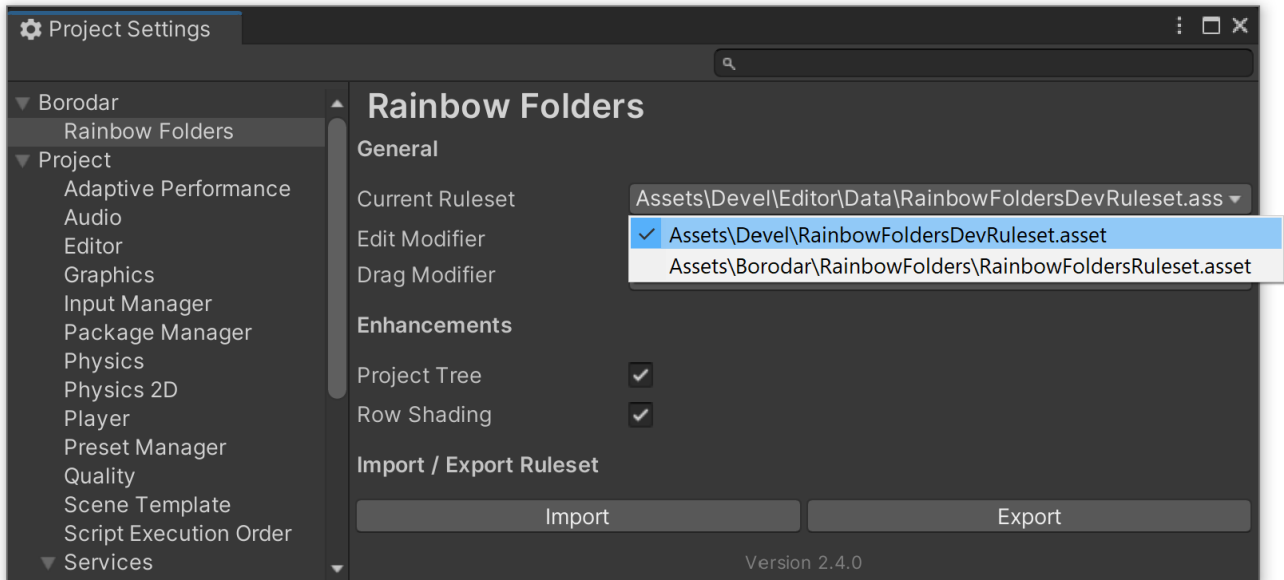 Project Settings
Borodar
Rainbow Folders
Project
Adaptive Performance
Audio
Editor
Graphics
Input Manager
Package Manager
Physics
Physics 2D
Player
Preset Manager
Quality
Scene Template
Script Execution Order
Services
Rainbow Folders
General
Current Ruleset
Assets\Devel\Editor\Data\RainbowFoldersDevRuleset.ass
Assets\Devel\RainbowFoldersDevRuleset.asset
Assets\Borodar\RainbowFolders\RainbowFoldersRuleset.asset
Edit Modifier
Drag Modifier
Enhancements
Project Tree
Row Shading
Import / Export Ruleset
Import
Export
Version 2.4.0